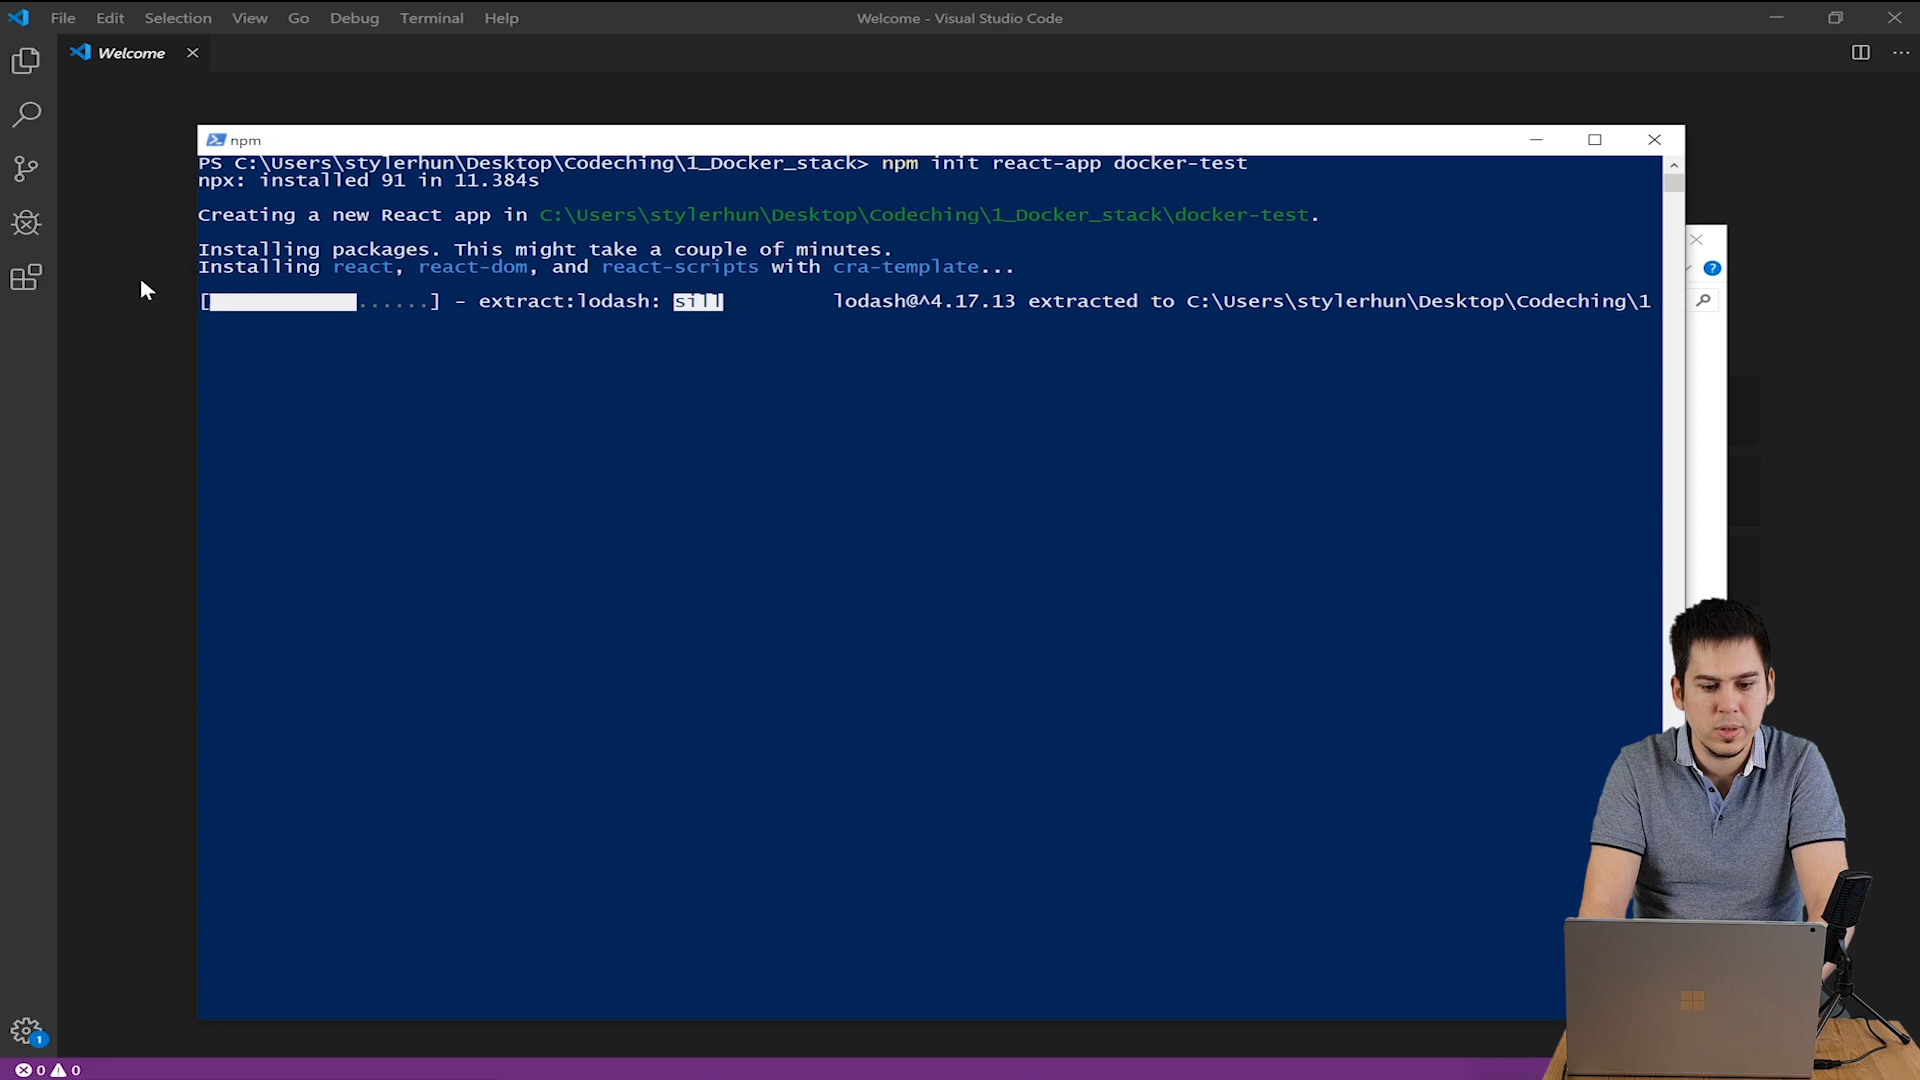 File Edit Selection View Go Debug Terminal Help
Welcome - Visual Studio Code
Welcome
npm
PS C:\Users\stylerhun\Desktop\Codeching\1_Docker_stack> npm init react-app docker-test
npx: installed 91 in 11.384s
Creating a new React app in C:\Users\stylerhun\Desktop\Codeching\1_Docker_stack\docker-test.
Installing packages. This might take a couple of minutes.
Installing react, react-dom, and react-scripts with cra-template...
[ ......] - extract:lodash: sill lodash@^4.17.13 extracted to C:\Users\stylerhun\Desktop\Codeching\1
?
1
0 0